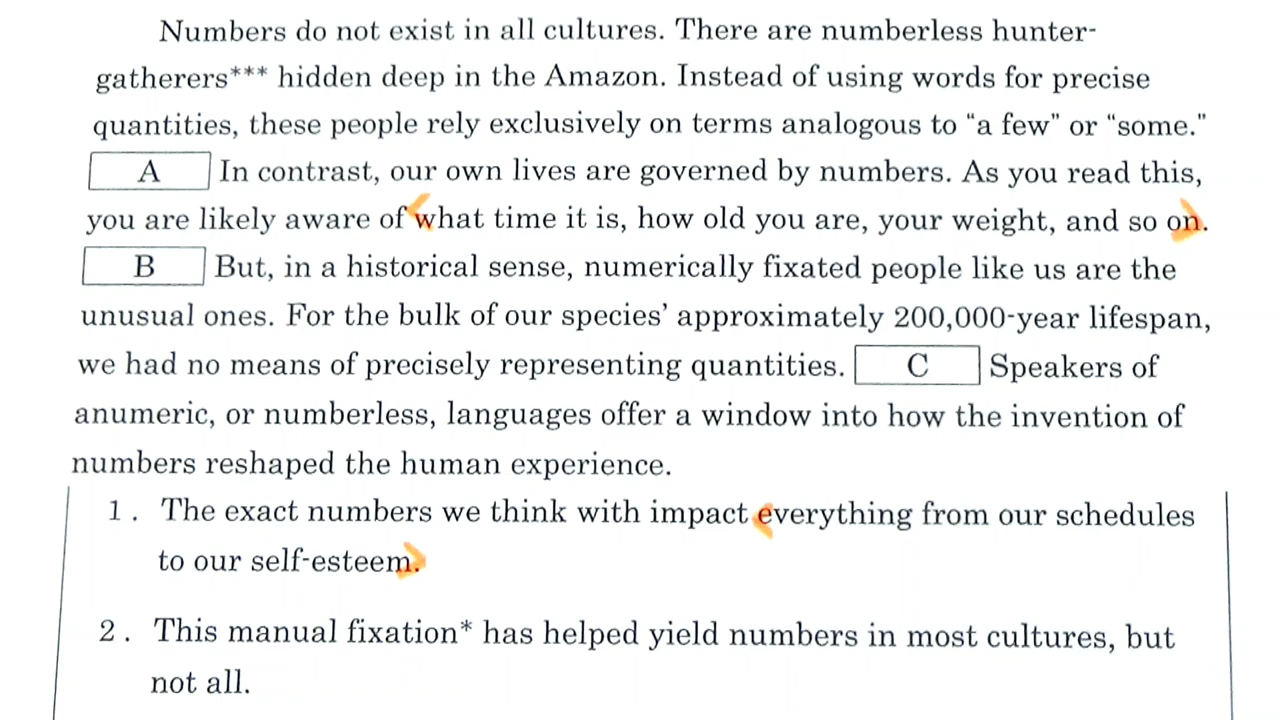 Numbers do not exist in all cultures. There are numberless hunter-
gatherers*** hidden deep in the Amazon. Instead of using words for precise
quantities, these people rely exclusively on terms analogous to “a few” or “some.”
A In contrast, our own lives are governed by numbers. As you read this,
you are likely aware of what time it is, how old you are, your weight, and so on.
B But, in a historical sense, numerically fixated people like us are the
unusual ones. For the bulk of our species’ approximately 200,000-year lifespan,
we had no means of precisely representing quantities. C Speakers of
anumeric, or numberless, languages offer a window into how the invention of
numbers reshaped the human experience.
1. The exact numbers we think with impact everything from our schedules
to our self-esteem.
2. This manual fixation* has helped yield numbers in most cultures, but
not all.